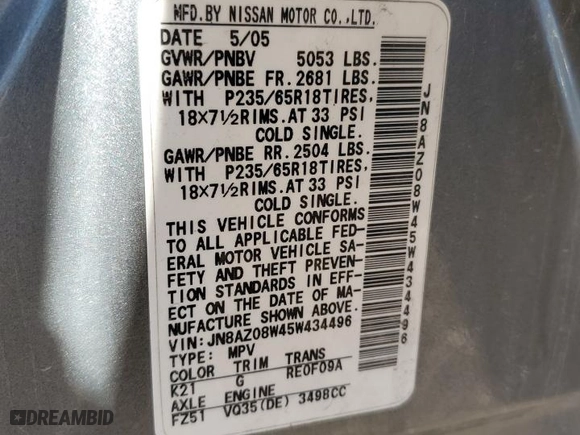 MFD.BY NISSAN MOTOR CO.,LTD.
DATE 5/05
GVWR/PNBV 5053 LBS.
GAWR/PNBE FR. 2681 LBS.
WITH P235/65R18TIRES,
18×7½RIMS.AT 33 PSI
COLD SINGLE.
GAWR/PNBE RR. 2504 LBS.
WITH P235/65R18TIRES,
18×7½RIMS.AT 33 PSI
COLD SINGLE.
THIS VEHICLE CONFORMS
TO ALL APPLICABLE FED-
ERAL MOTOR VEHICLE SA-
FETY AND THEFT PREVEN-
TION STANDARDS IN EFF-
ECT ON THE DATE OF MA-
NUFACTURE SHOWN ABOVE.
VIN: JN8AZ08W45W434496
TYPE: MPV
COLOR TRIM TRANS
K21 G RE0F09A
AXLE ENGINE
FZ51 VQ35(DE) 3498CC
JN8AZ08W45W434496
DREAMBID